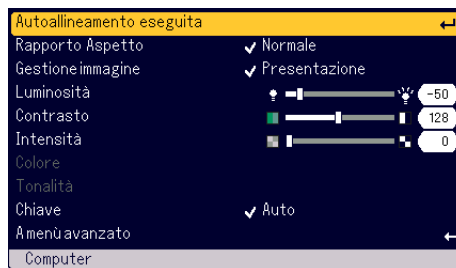 Autoallineamento eseguita
Rapporto Aspetto Normale
Gestione immagine Presentazione
Luminosità -50
Contrasto 128
Intensità 0
Colore
Tonalità
Chiave Auto
A menù avanzato
Computer